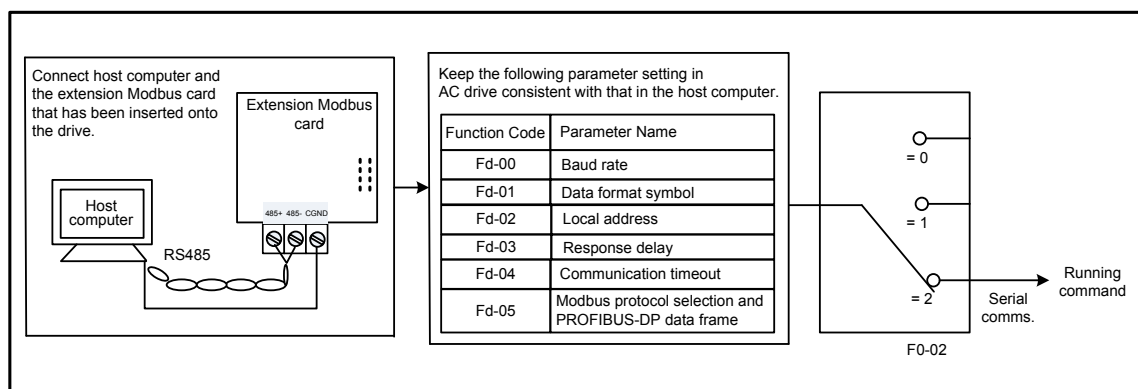 Connect host computer and
the extension Modbus card
that has been inserted onto
the drive.
Extension Modbus
card
Host
computer
485+ 485- CGND
RS485
Keep the following parameter setting in
AC drive consistent with that in the host computer.
Function Code Parameter Name
Fd-00 Baud rate
Fd-01 Data format symbol
Fd-02 Local address
Fd-03 Response delay
Fd-04 Communication timeout
Fd-05 Modbus protocol selection and
PROFIBUS-DP data frame
= 0
= 1
= 2
F0-02
Serial
comms.
Running
command